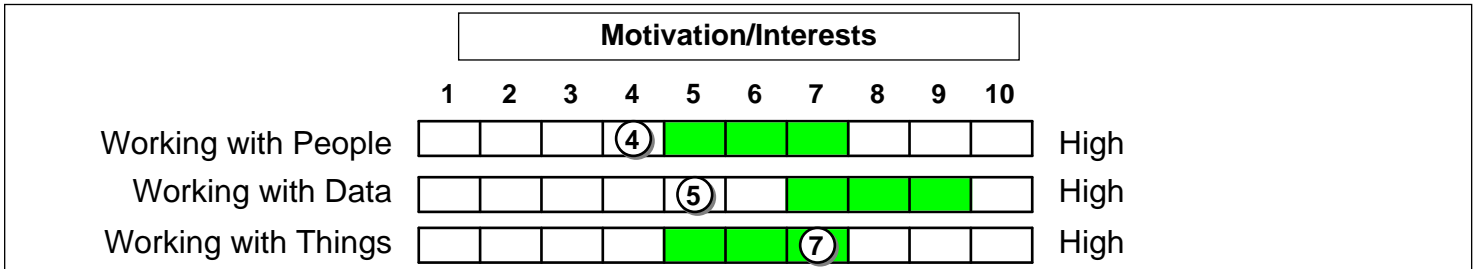 Motivation/Interests
1 2 3 4 5 6 7 8 9 10
Working with People 4 High
Working with Data 5 High
Working with Things 7 High